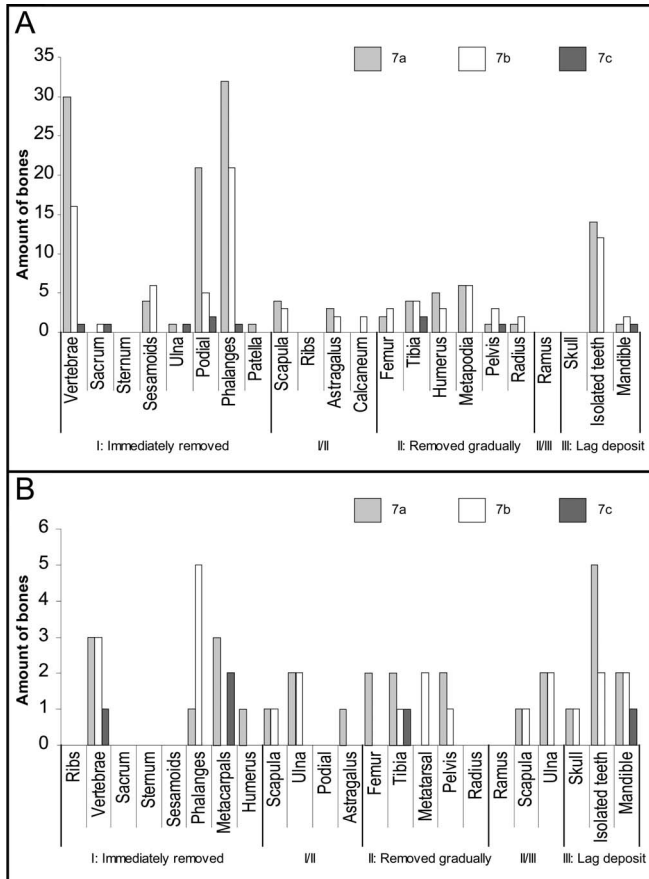 A
7a 7b 7c
Amount of bones
35
30
25
20
15
10
5
0
Vertebrae Sacrum Sternum Sesamoids Ulna Podial Phalanges Patella Scapula Ribs Astragalus Calcaneum Femur Tibia Humerus Metapodia Pelvis Radius Ramus Skull Isolated teeth Mandible
I: Immediately removed I/II II: Removed gradually II/III III: Lag deposit
B
7a 7b 7c
Amount of bones
6
5
4
3
2
1
0
Ribs Vertebrae Sacrum Sternum Sesamoids Phalanges Metacarpals Humerus Scapula Ulna Podial Astragalus Femur Tibia Metatarsal Pelvis Radius Ramus Scapula Ulna Skull Isolated teeth Mandible
I: Immediately removed I/II II: Removed gradually II/III III: Lag deposit